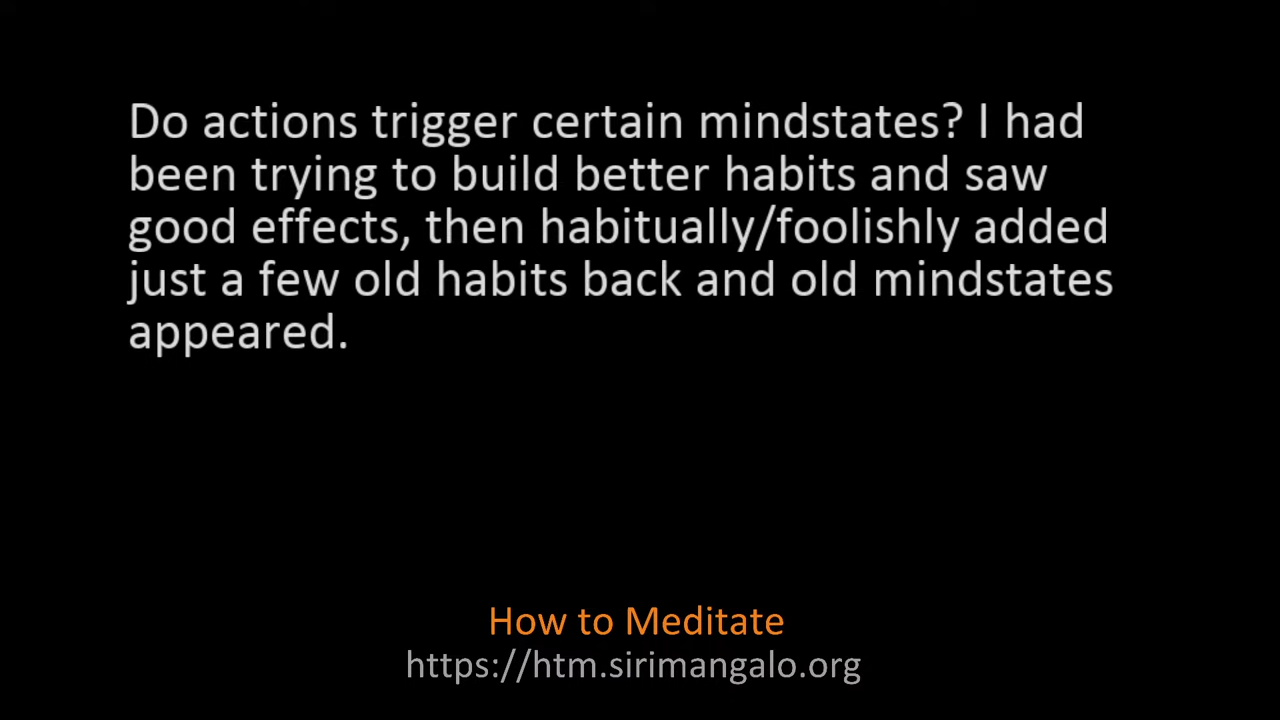 Do actions trigger certain mindstates? I had
been trying to build better habits and saw
good effects, then habitually/foolishly added
just a few old habits back and old mindstates
appeared.
How to Meditate
https://htm.sirimangalo.org